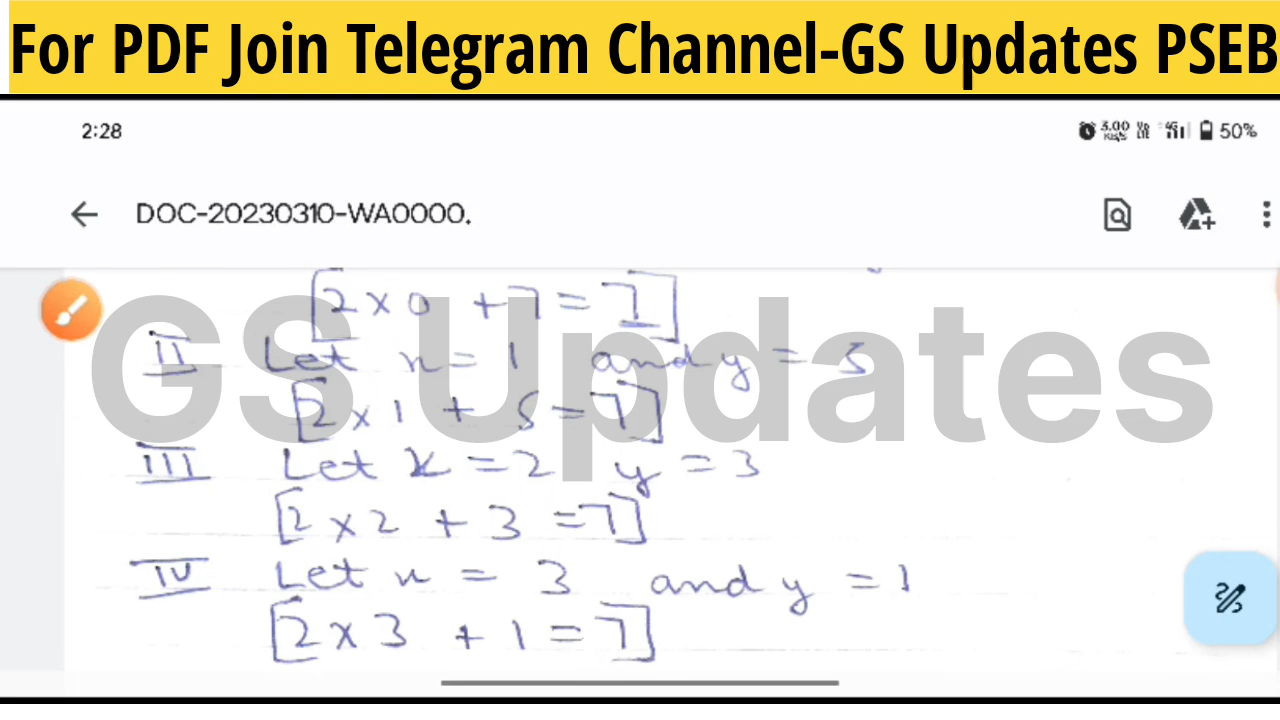 For PDF Join Telegram Channel-GS Updates PSEB
2:28
3.00 50%
DOC-20230310-WA0000.
[2 × 0 + 7 = 7]
II Let x = 1 and y = 5
[2 × 1 + 5 = 7]
III Let x = 2 y = 3
[2 × 2 + 3 = 7]
IV Let x = 3 and y = 1
[2 × 3 + 1 = 7]
GS Updates